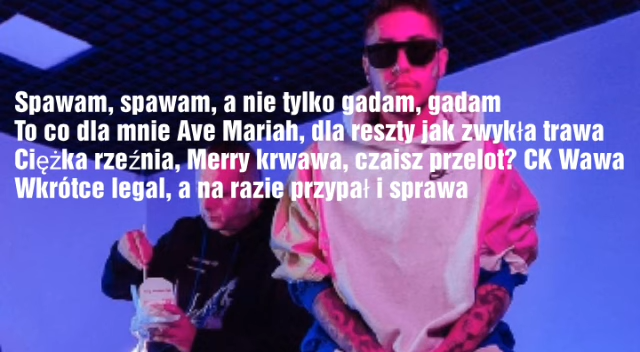 Spawam, spawam, a nie tylko gadam, gadam
To co dla mnie Ave Mariah, dla reszty jak zwykła trawa
Ciężka rzeźnia, Merry krwawa, czaisz przelot? CK Wawa
Wkrótce legal, a na razie przypał i sprawa